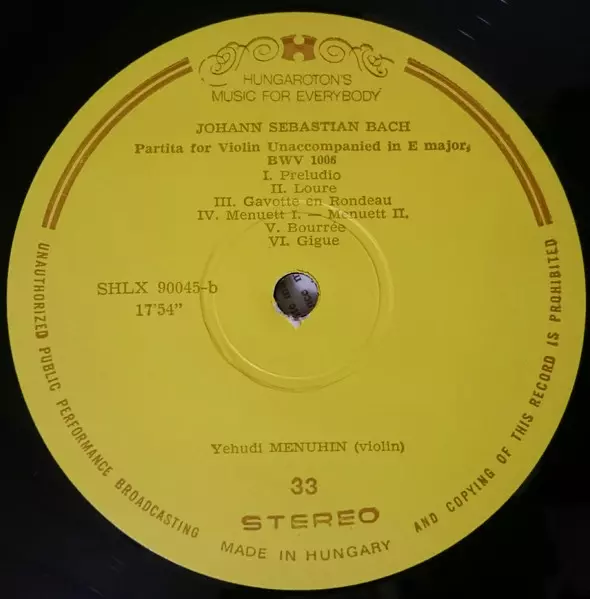 H
HUNGAROTON'S
MUSIC FOR EVERYBODY
JOHANN SEBASTIAN BACH
Partita for Violin Unaccompanied in E major,
BWV 1006
I. Preludio
II. Loure
III. Gavotte en Rondeau
IV. Menuett I. — Menuett II.
V. Bourrée
VI. Gigue
SHLX 90045-b
17'54"
Yehudi MENUHIN (violin)
33
STEREO
MADE IN HUNGARY
UNAUTHORIZED PUBLIC PERFORMANCE BROADCASTING AND COPYING OF THIS RECORD IS PROHIBITED